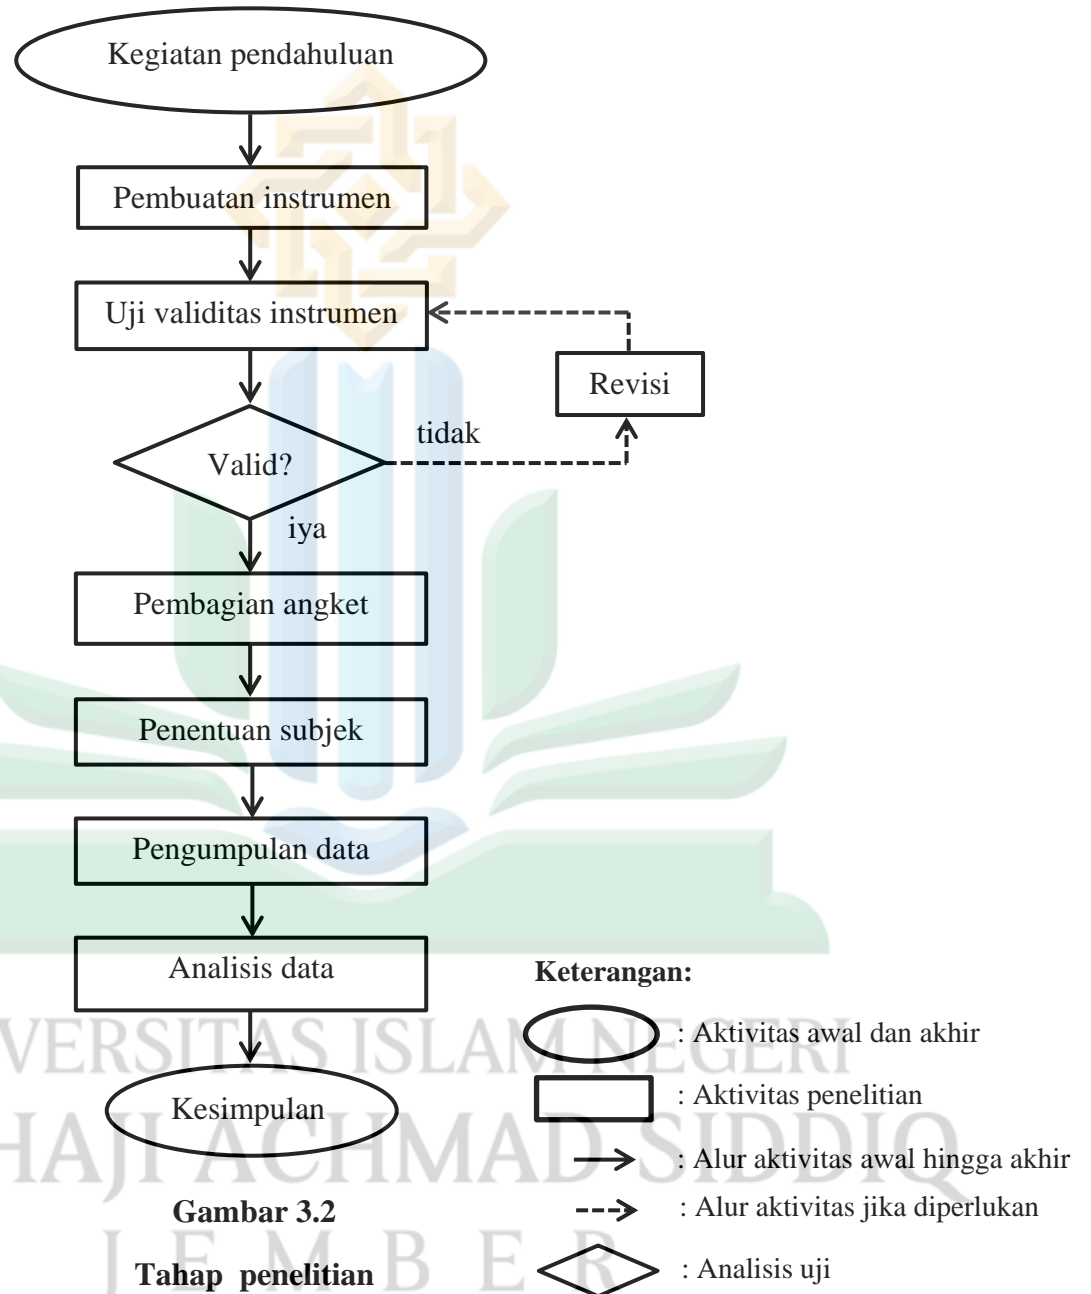 Kegiatan pendahuluan
Pembuatan instrumen
Uji validitas instrumen
Revisi
tidak
Valid?
iya
Pembagian angket
Penentuan subjek
Pengumpulan data
Analisis data
Kesimpulan
Gambar 3.2
Tahap penelitian
Keterangan:
: Aktivitas awal dan akhir
: Aktivitas penelitian
: Alur aktivitas awal hingga akhir
: Alur aktivitas jika diperlukan
: Analisis uji
VERSITAS ISLAM NEGERI
HAJI ACHMAD SIDDIQ
JEMBER